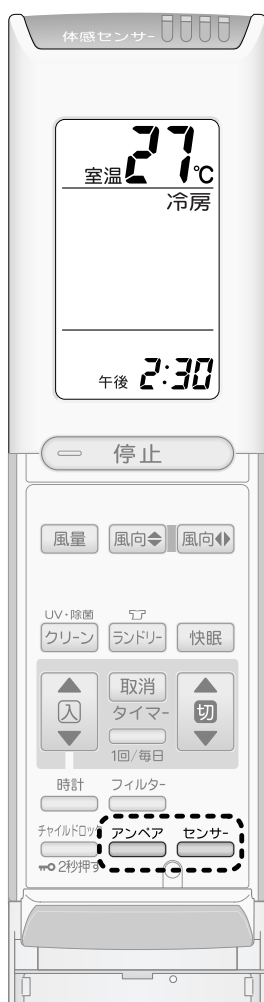 体感センサー
室温27℃
冷房
午後 2:30
停止
風量 風向 風向
UV・除菌
クリーン ランドリー 快眠
入 取消 切
タイマー
1回/毎日
時計 フィルター
チャイルドロック アンペア センサー
2秒押す